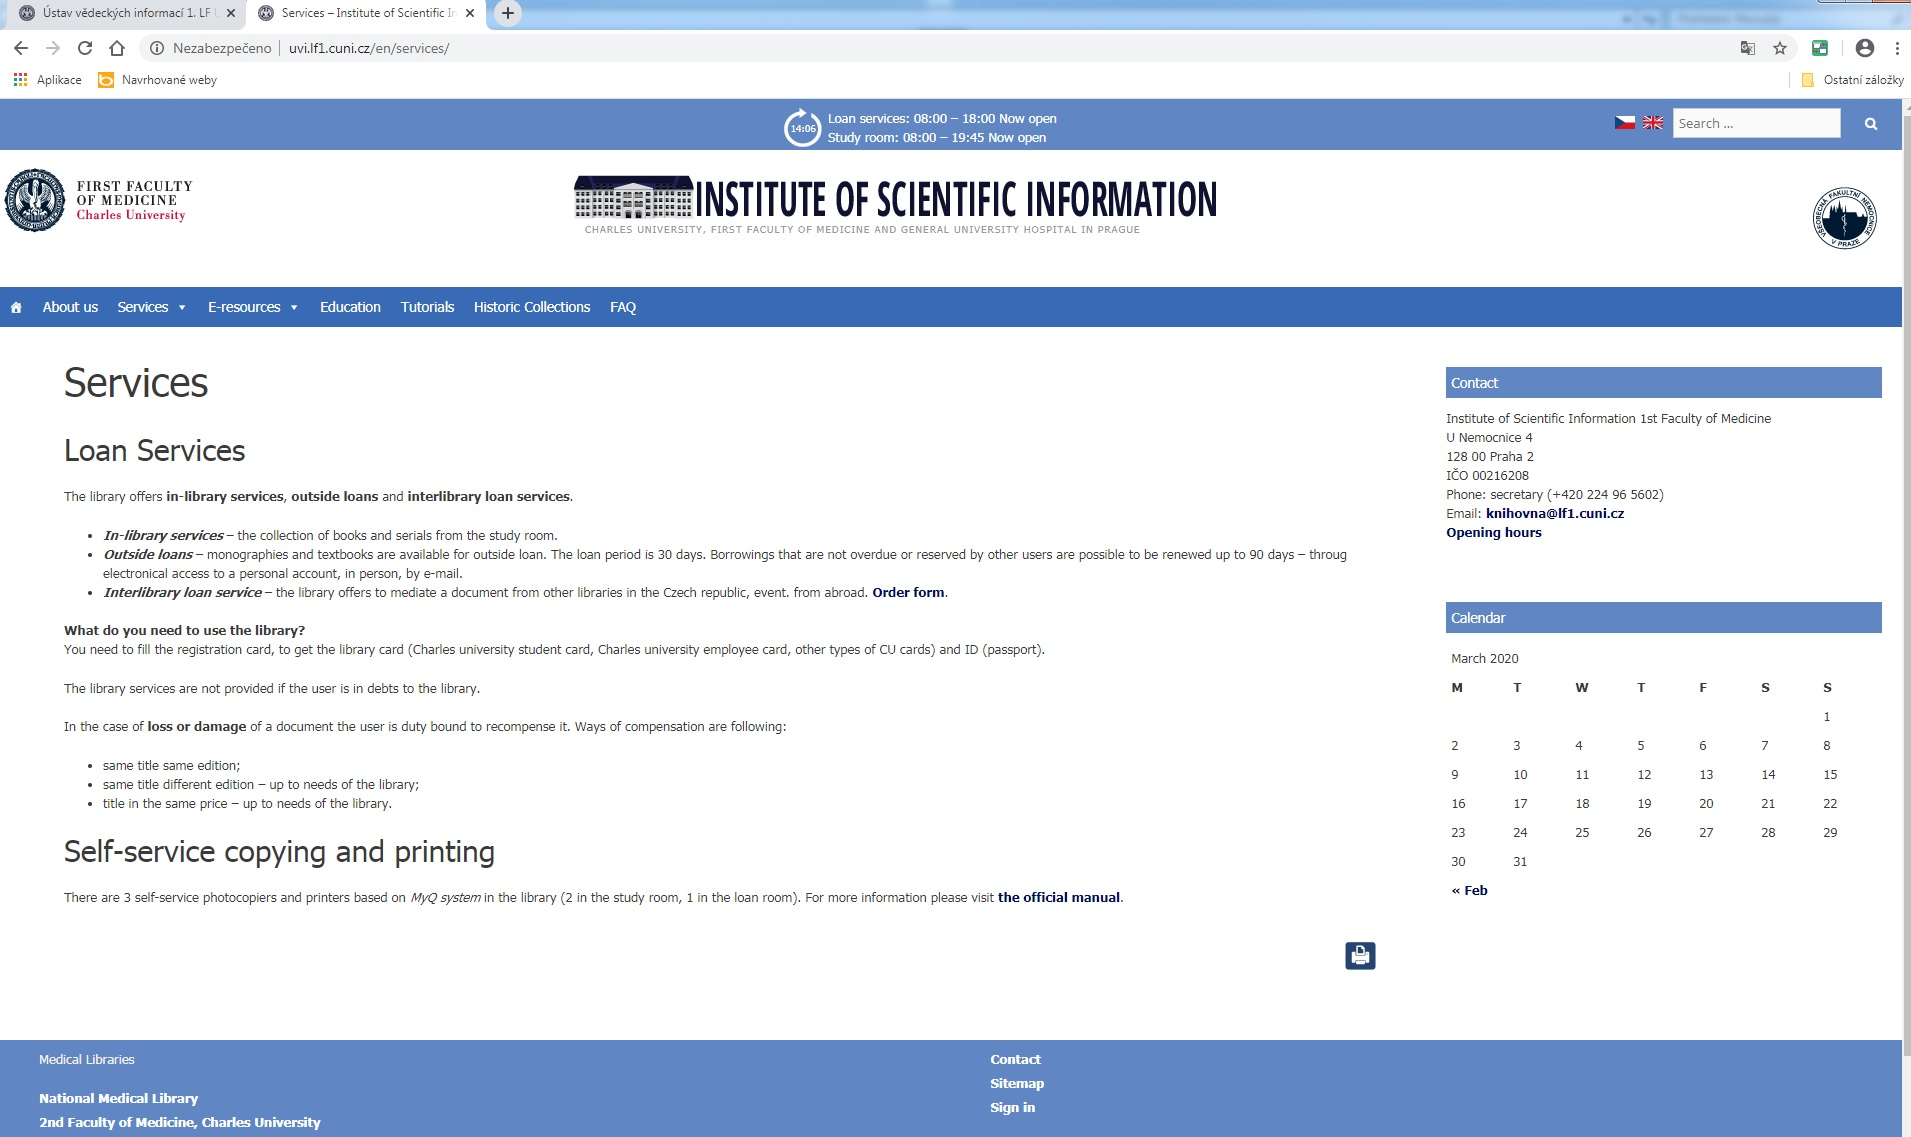 Ústav vědeckých informací 1. LF
Services – Institute of Scientific In
Nezabezpečeno
uvi.lf1.cuni.cz/en/services/
Aplikace
Navrhované weby
Ostatní záložky
14:06
Loan services: 08:00 – 18:00 Now open
Study room: 08:00 – 19:45 Now open
Search ...
FIRST FACULTY
OF MEDICINE
Charles University
INSTITUTE OF SCIENTIFIC INFORMATION
CHARLES UNIVERSITY, FIRST FACULTY OF MEDICINE AND GENERAL UNIVERSITY HOSPITAL IN PRAGUE
VŠEOBECNÁ FAKULTNÍ NEMOCNICE
V PRAZE
About us
Services
E-resources
Education
Tutorials
Historic Collections
FAQ
Services
Loan Services
The library offers in-library services, outside loans and interlibrary loan services.
• In-library services – the collection of books and serials from the study room.
• Outside loans – monographies and textbooks are available for outside loan. The loan period is 30 days. Borrowings that are not overdue or reserved by other users are possible to be renewed up to 90 days – throug
electronical access to a personal account, in person, by e-mail.
• Interlibrary loan service – the library offers to mediate a document from other libraries in the Czech republic, event. from abroad. Order form.
What do you need to use the library?
You need to fill the registration card, to get the library card (Charles university student card, Charles university employee card, other types of CU cards) and ID (passport).
The library services are not provided if the user is in debts to the library.
In the case of loss or damage of a document the user is duty bound to recompense it. Ways of compensation are following:
• same title same edition;
• same title different edition – up to needs of the library;
• title in the same price – up to needs of the library.
Self-service copying and printing
There are 3 self-service photocopiers and printers based on MyQ system in the library (2 in the study room, 1 in the loan room). For more information please visit the official manual.
Contact
Institute of Scientific Information 1st Faculty of Medicine
U Nemocnice 4
128 00 Praha 2
IČO 00216208
Phone: secretary (+420 224 96 5602)
Email: knihovna@lf1.cuni.cz
Opening hours
Calendar
March 2020
M T W T F S S
1
2 3 4 5 6 7 8
9 10 11 12 13 14 15
16 17 18 19 20 21 22
23 24 25 26 27 28 29
30 31
« Feb
Medical Libraries
National Medical Library
2nd Faculty of Medicine, Charles University
Contact
Sitemap
Sign in